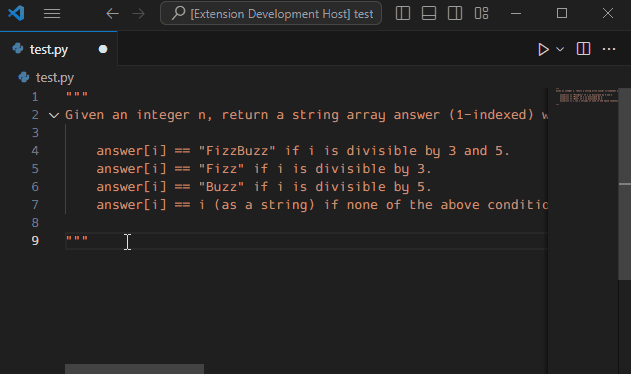 [Extension Development Host] test
test.py
test.py
1 """
2 Given an integer n, return a string array answer (1-indexed) w
3
4 answer[i] == "FizzBuzz" if i is divisible by 3 and 5.
5 answer[i] == "Fizz" if i is divisible by 3.
6 answer[i] == "Buzz" if i is divisible by 5.
7 answer[i] == i (as a string) if none of the above conditio
8
9 """